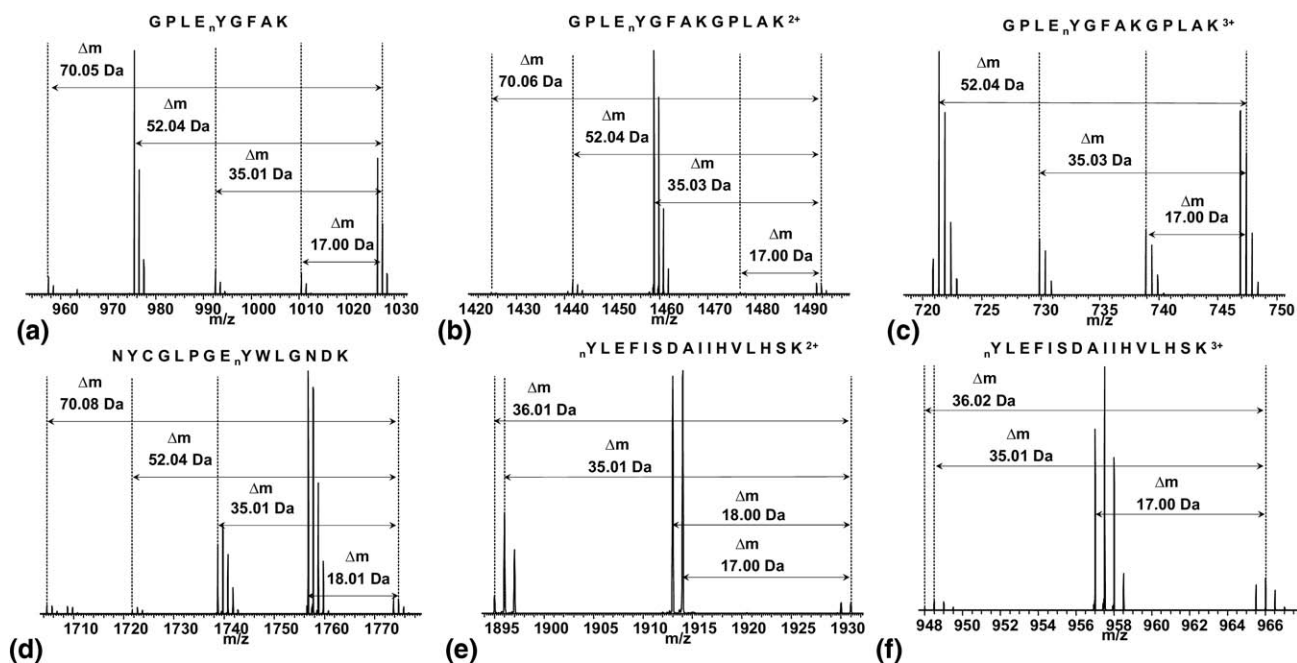 GPLEnYGFAK
Δm
70.05 Da
Δm
52.04 Da
Δm
35.01 Da
Δm
17.00 Da
960 970 980 990 1000 1010 1020 1030
m/z
(a)
GPLEnYGFAKGPLAK2+
Δm
70.06 Da
Δm
52.04 Da
Δm
35.03 Da
Δm
17.00 Da
1420 1430 1440 1450 1460 1470 1480 1490
m/z
(b)
GPLEnYGFAKGPLAK3+
Δm
52.04 Da
Δm
35.03 Da
Δm
17.00 Da
720 725 730 735 740 745 750
m/z
(c)
NYCGLPGEnYWLGNDK
Δm
70.08 Da
Δm
52.04 Da
Δm
35.01 Da
Δm
18.01 Da
1710 1720 1730 1740 1750 1760 1770
m/z
(d)
nYLEFISDAIIHVLHSK2+
Δm
36.01 Da
Δm
35.01 Da
Δm
18.00 Da
Δm
17.00 Da
1895 1900 1905 1910 1915 1920 1925 1930
m/z
(e)
nYLEFISDAIIHVLHSK3+
Δm
36.02 Da
Δm
35.01 Da
Δm
17.00 Da
948 950 952 954 956 958 960 962 964 966
m/z
(f)